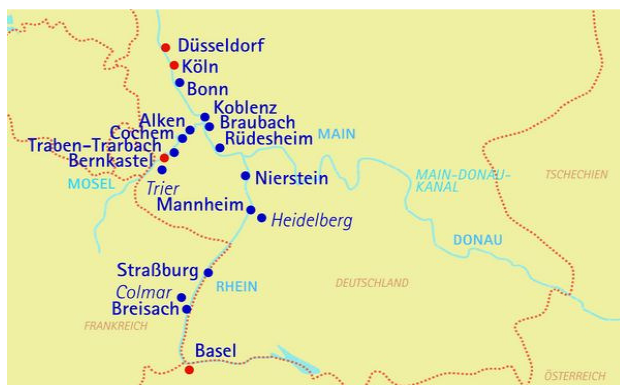 Düsseldorf
Köln
Bonn
Koblenz
Alken
Braubach
Cochem
Rüdesheim
MAIN
Traben-Trarbach
Bernkastel
MOSEL
Trier
Nierstein
MAIN-DONAU-
KANAL
TSCHECHIEN
Mannheim
Heidelberg
DONAU
Straßburg
RHEIN
DEUTSCHLAND
Colmar
Breisach
FRANKREICH
Basel
ÖSTERREICH